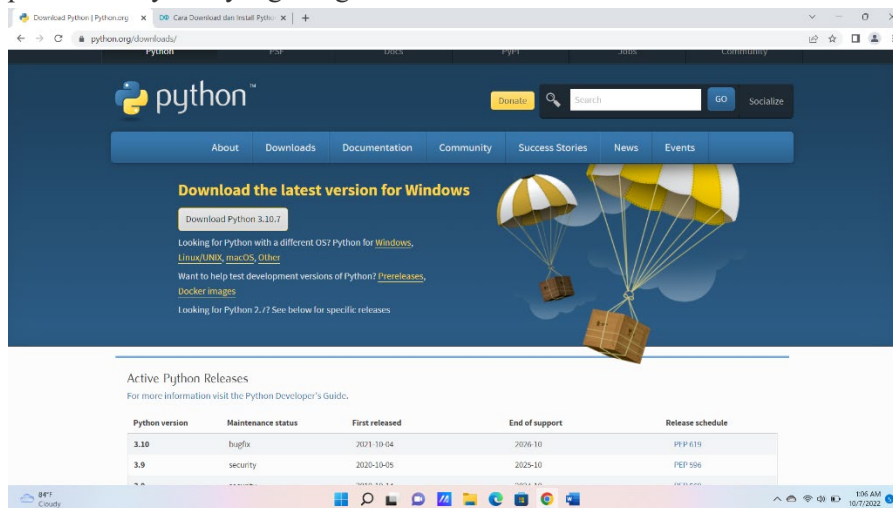 Download Python | Python.org
Cara Download dan Install Pytho
python.org/downloads/
Python PSF Docs PyPI Jobs Community
python™
Donate Search GO Socialize
About Downloads Documentation Community Success Stories News Events
Download the latest version for Windows
Download Python 3.10.7
Looking for Python with a different OS? Python for Windows,
Linux/UNIX, macOS, Other
Want to help test development versions of Python? Prereleases,
Docker images
Looking for Python 2.7? See below for specific releases
Active Python Releases
For more information visit the Python Developer's Guide.
Python version Maintenance status First released End of support Release schedule
3.10 bugfix 2021-10-04 2026-10 PEP 619
3.9 security 2020-10-05 2025-10 PEP 596
84°F
Cloudy
1:06 AM
10/7/2022